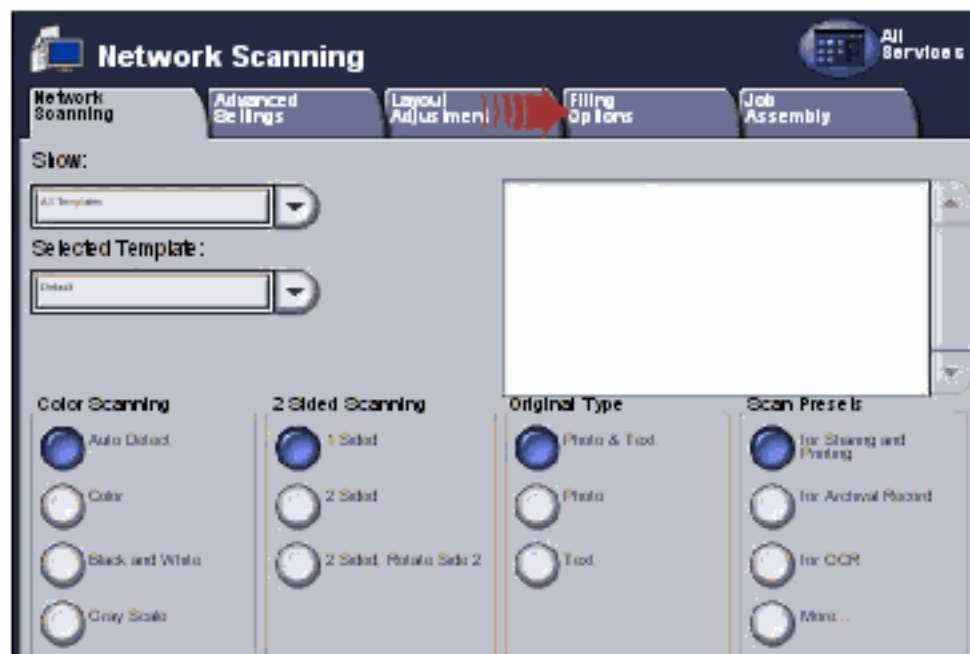 Network Scanning
All
Services
Network
Scanning
Advanced
Settings
Layout
Adjustment
Filing
Options
Job
Assembly
Show:
All Templates
Selected Template:
Default
Color Scanning
2 Sided Scanning
Original Type
Scan Presets
Auto Detect
Color
Black and White
Gray Scale
1 Sided
2 Sided
2 Sided, Rotate Side 2
Photo & Text
Photo
Text
for Sharing and
Printing
for Archival Record
for OCR
More...